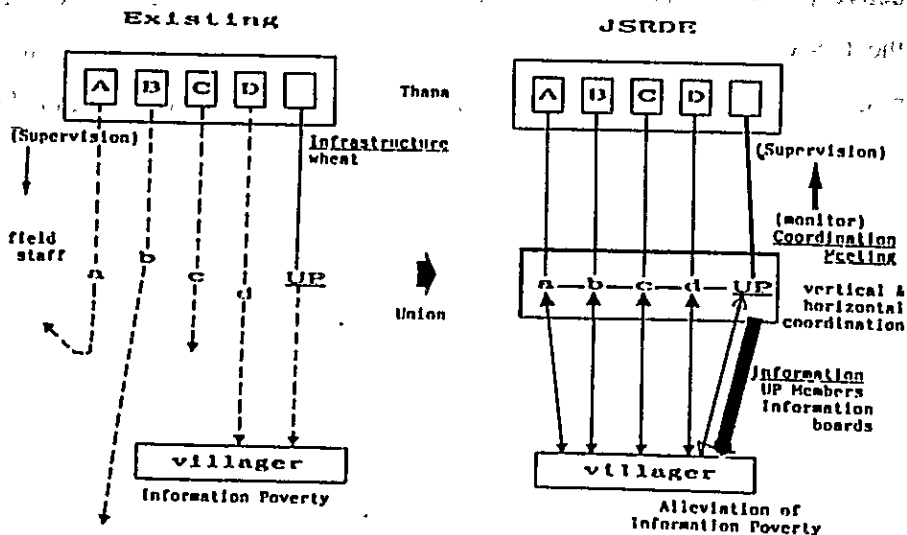 Existing
A B C D
(Supervision)
Infrastructure
wheat
field
staff
a b c d UP
villager
Information Poverty
Thana
Union
JSRDE
A B C D
(Supervision)
(monitor)
Coordination
Meeting
a b c d UP
vertical &
horizontal
coordination
Information
UP Members
Information
boards
villager
Alleviation of
Information Poverty